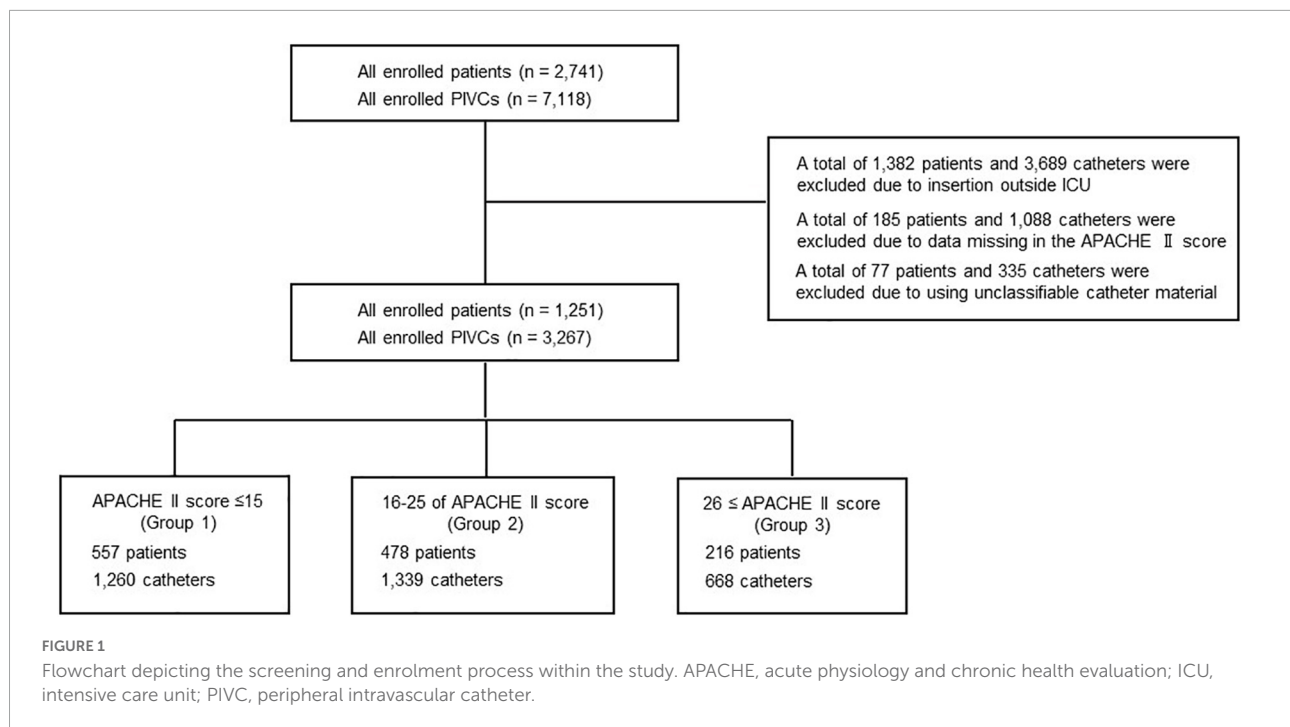 All enrolled patients (n = 2,741)
All enrolled PIVCs (n = 7,118)
A total of 1,382 patients and 3,689 catheters were
excluded due to insertion outside ICU
A total of 185 patients and 1,088 catheters were
excluded due to data missing in the APACHE Ⅱ score
A total of 77 patients and 335 catheters were
excluded due to using unclassifiable catheter material
All enrolled patients (n = 1,251)
All enrolled PIVCs (n = 3,267)
APACHE Ⅱ score ≤15
(Group 1)
557 patients
1,260 catheters
16-25 of APACHE Ⅱ score
(Group 2)
478 patients
1,339 catheters
26 ≤ APACHE Ⅱ score
(Group 3)
216 patients
668 catheters
FIGURE 1
Flowchart depicting the screening and enrolment process within the study. APACHE, acute physiology and chronic health evaluation; ICU,
intensive care unit; PIVC, peripheral intravascular catheter.